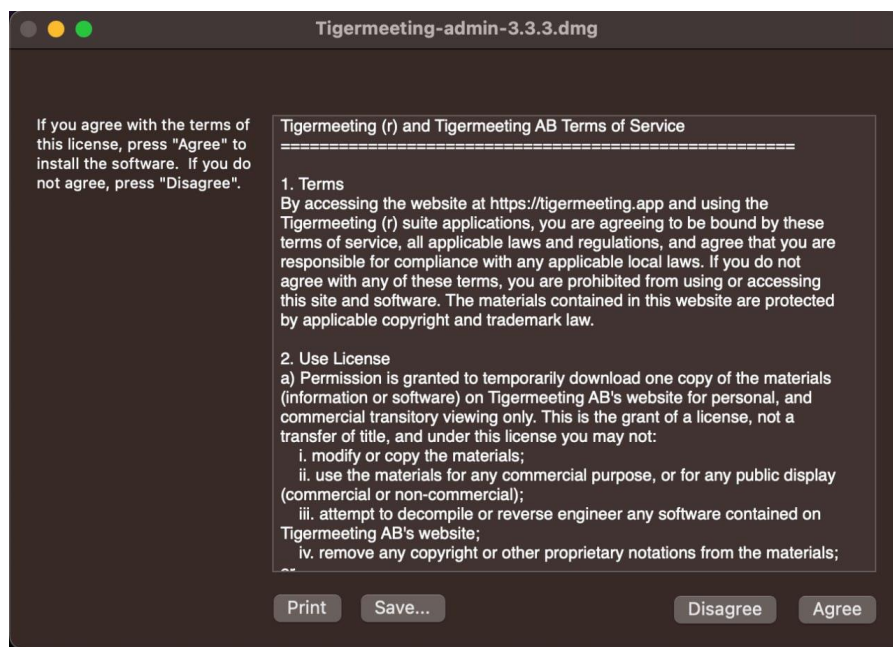 Tigermeeting-admin-3.3.3.dmg
If you agree with the terms of
this license, press "Agree" to
install the software.  If you do
not agree, press "Disagree".
Tigermeeting (r) and Tigermeeting AB Terms of Service
=====================================================
1. Terms
By accessing the website at https://tigermeeting.app and using the
Tigermeeting (r) suite applications, you are agreeing to be bound by these
terms of service, all applicable laws and regulations, and agree that you are
responsible for compliance with any applicable local laws. If you do not
agree with any of these terms, you are prohibited from using or accessing
this site and software. The materials contained in this website are protected
by applicable copyright and trademark law.
2. Use License
a) Permission is granted to temporarily download one copy of the materials
(information or software) on Tigermeeting AB's website for personal, and
commercial transitory viewing only. This is the grant of a license, not a
transfer of title, and under this license you may not:
i. modify or copy the materials;
ii. use the materials for any commercial purpose, or for any public display
(commercial or non-commercial);
iii. attempt to decompile or reverse engineer any software contained on
Tigermeeting AB's website;
iv. remove any copyright or other proprietary notations from the materials;
Print
Save...
Disagree
Agree